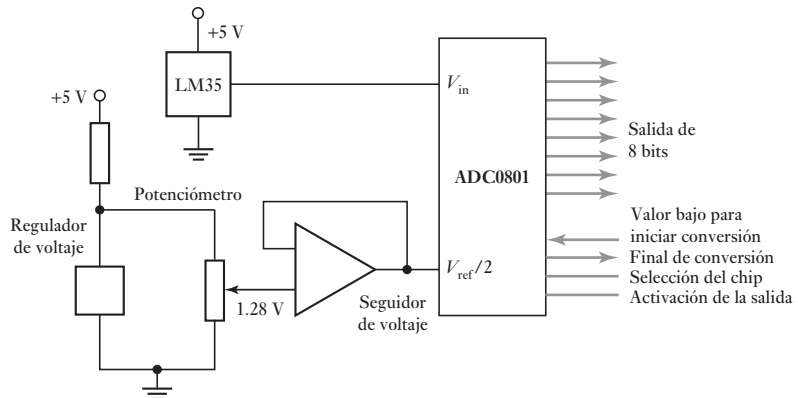 +5 V
LM35
+5 V
V_in
Salida de
8 bits
ADC0801
Potenciómetro
Regulador
de voltaje
Valor bajo para
iniciar conversión
V_ref/2
Final de conversión
Selección del chip
Activación de la salida
1.28 V
Seguidor
de voltaje